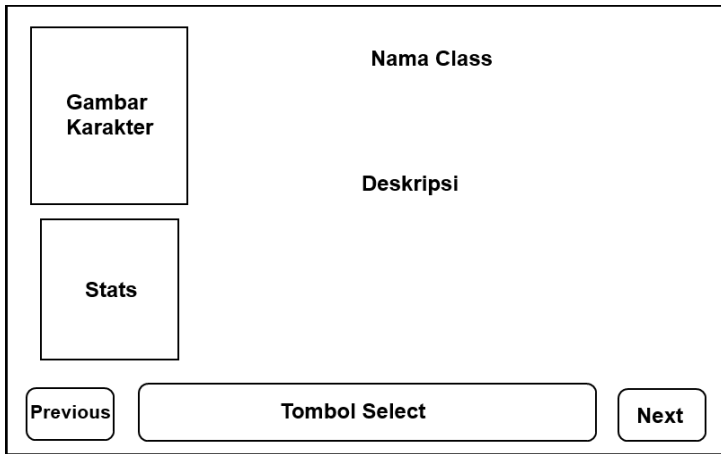 Nama Class
Gambar
Karakter
Deskripsi
Stats
Previous
Tombol Select
Next